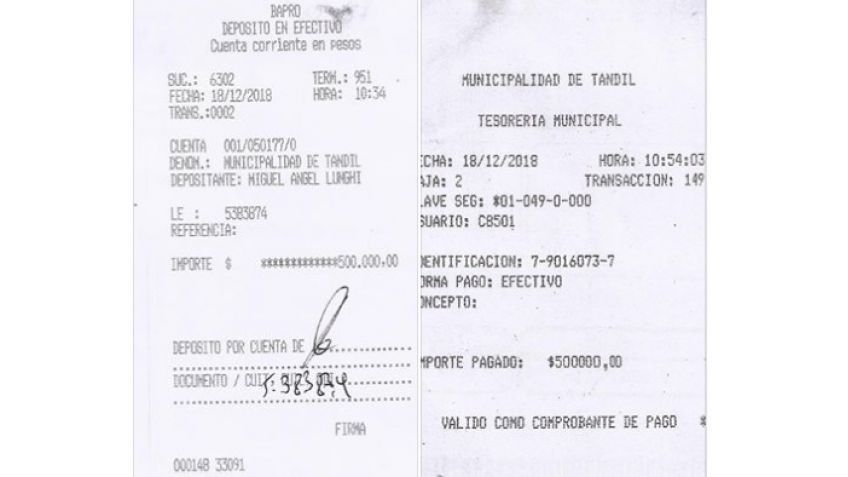 BAPRO
DEPOSITO EN EFECTIVO
Cuenta corriente en pesos
SUC.: 6302 TERM.: 951
FECHA: 18/12/2018 HORA: 10:34
TRANS.:0002
CUENTA 001/050177/0
DENOM.: MUNICIPALIDAD DE TANDIL
DEPOSITANTE: MIGUEL ANGEL LUNGHI
LE : 5383874
REFERENCIA:
IMPORTE $ *************500.000,00
DEPOSITO POR CUENTA DE
DOCUMENTO / CUIT
FIRMA
000148 33091
MUNICIPALIDAD DE TANDIL
TESORERIA MUNICIPAL
ECHA: 18/12/2018 HORA: 10:54:03
AJA: 2 TRANSACCION: 149
LAVE SEG: *01-049-0-000
SUARIO: C8501
DENTIFICACION: 7-9016073-7
ORMA PAGO: EFECTIVO
ONCEPTO:
MPORTE PAGADO: $500000,00
VALIDO COMO COMPROBANTE DE PAGO *